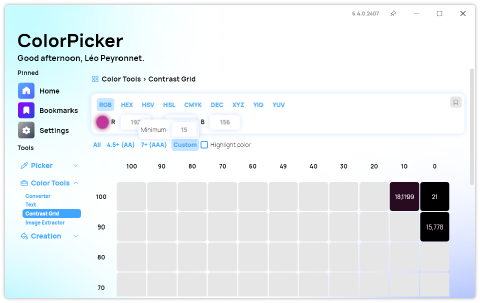 6.4.0.2407
ColorPicker
Good afternoon, Léo Peyronnet.
Pinned
Home
Bookmarks
Settings
Tools
Picker
Color Tools
Converter
Text
Contrast Grid
Image Extractor
Creation
Color Tools › Contrast Grid
RGB HEX HSV HSL CMYK DEC XYZ YIQ YUV
R B 156
Minimum 15
All 4.5+ (AA) 7+ (AAA) Custom Highlight color
100 90 80 70 60 49 40 30 20 10 0
100 18,1199 21
90 15,778
80
70